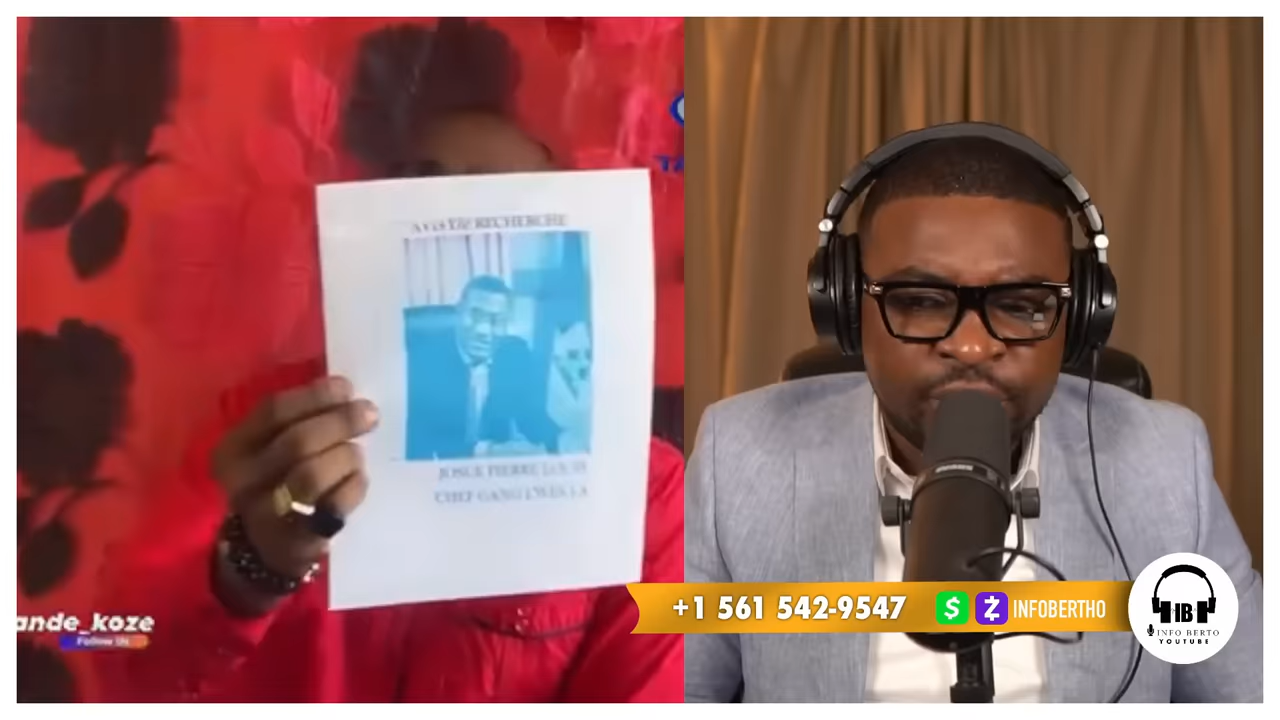 AVIS DE RECHERCHE
JOSUE PIERRE LOUIS
CHEF GANG
ande_koze
Follow Us
+1 561 542-9547
$
INFOBERTHO
IB
INFO BERTO
YOUTUBE